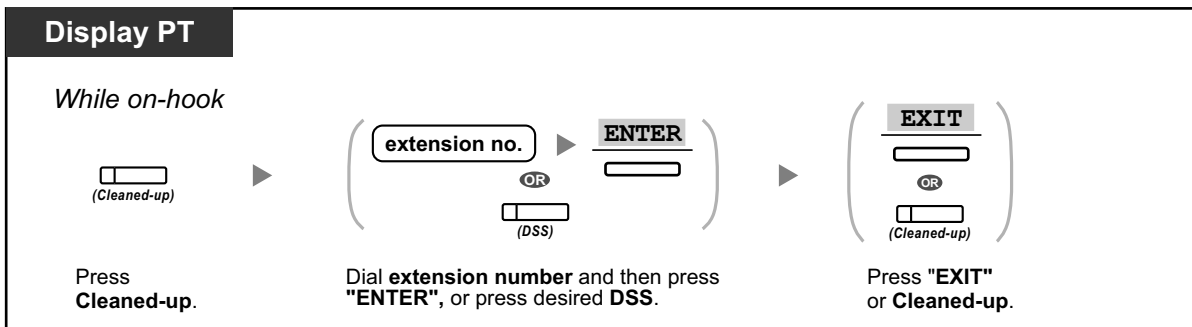 Display PT
While on-hook
(Cleaned-up)
extension no.
ENTER
OR
(DSS)
EXIT
OR
(Cleaned-up)
Press
Cleaned-up.
Dial extension number and then press
"ENTER", or press desired DSS.
Press "EXIT"
or Cleaned-up.